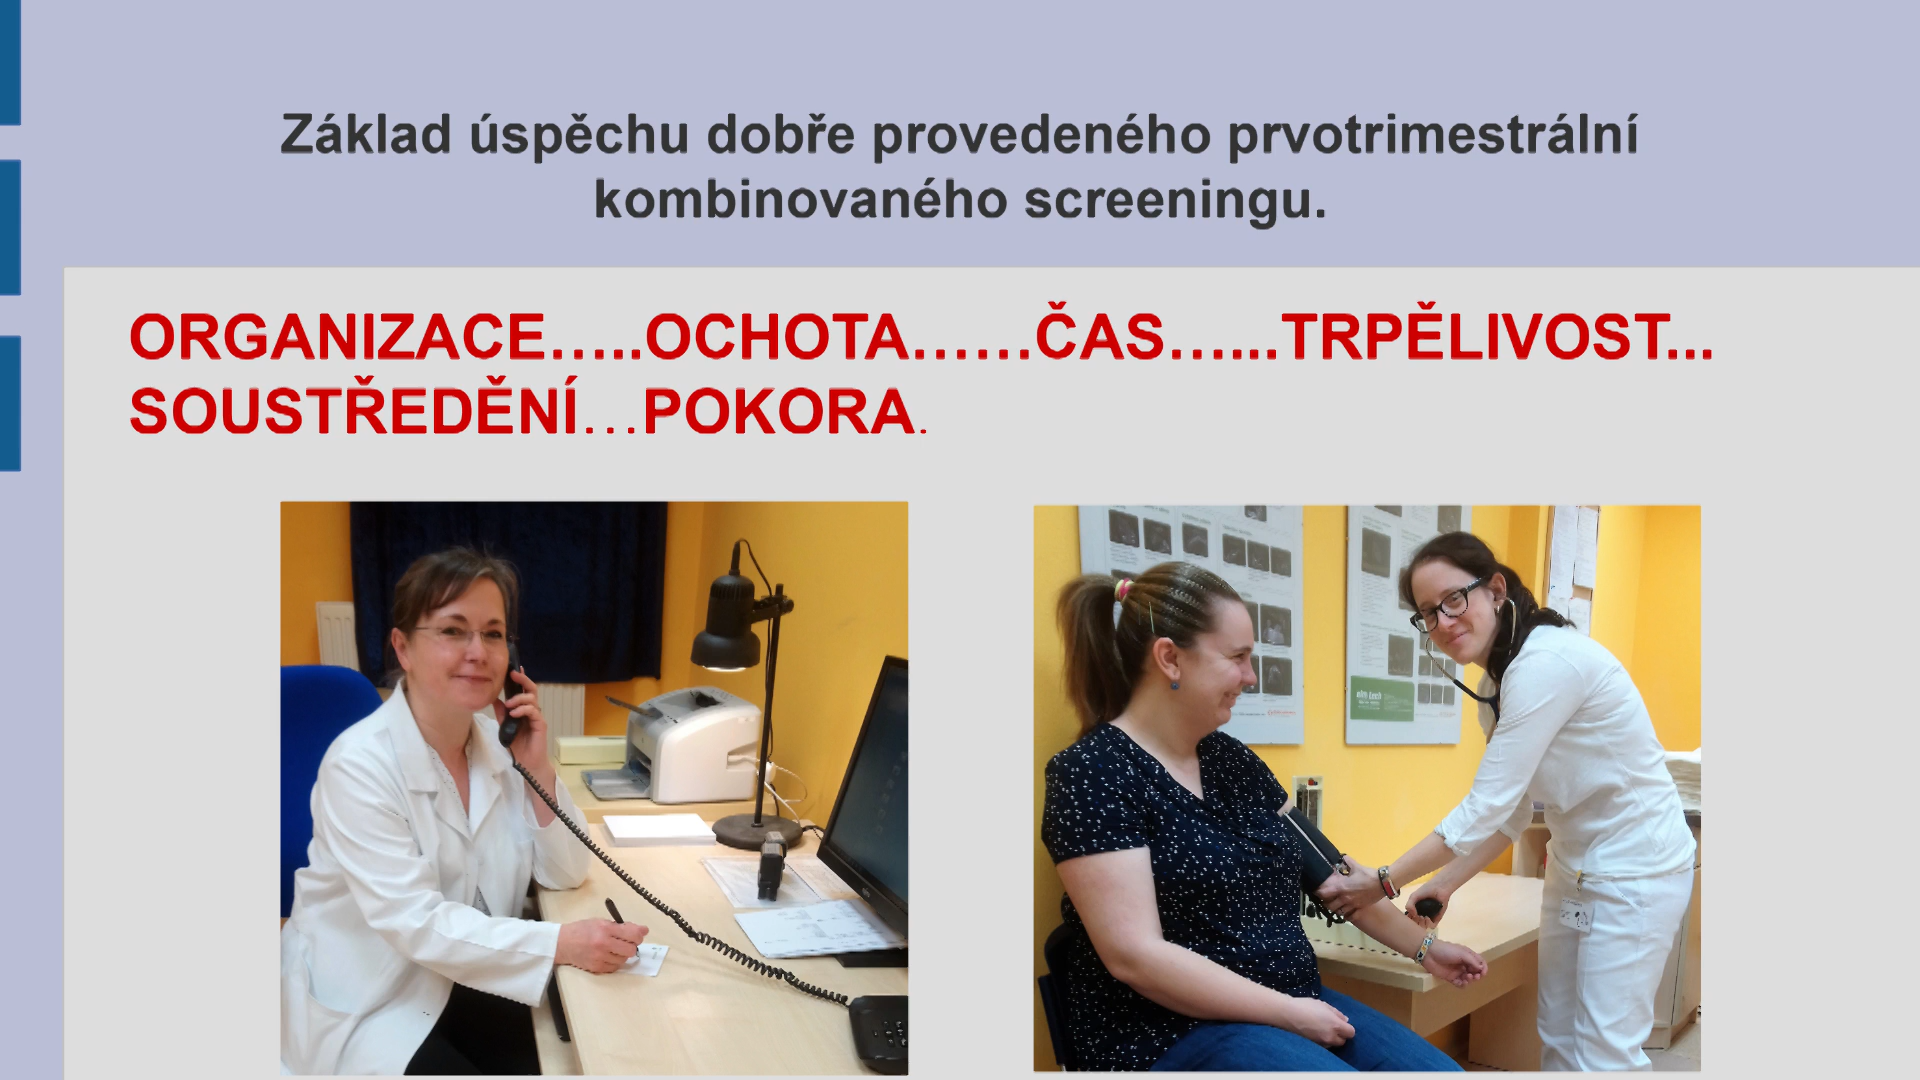 Základ úspěchu dobře provedeného prvotrimestrální
kombinovaného screeningu.
ORGANIZACE…..OCHOTA……ČAS…...TRPĚLIVOST...
SOUSTŘEDĚNÍ…POKORA.